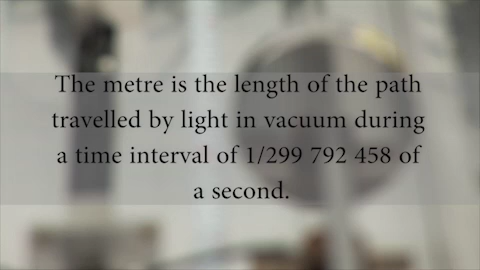 The metre is the length of the path
travelled by light in vacuum during
a time interval of 1/299 792 458 of
a second.